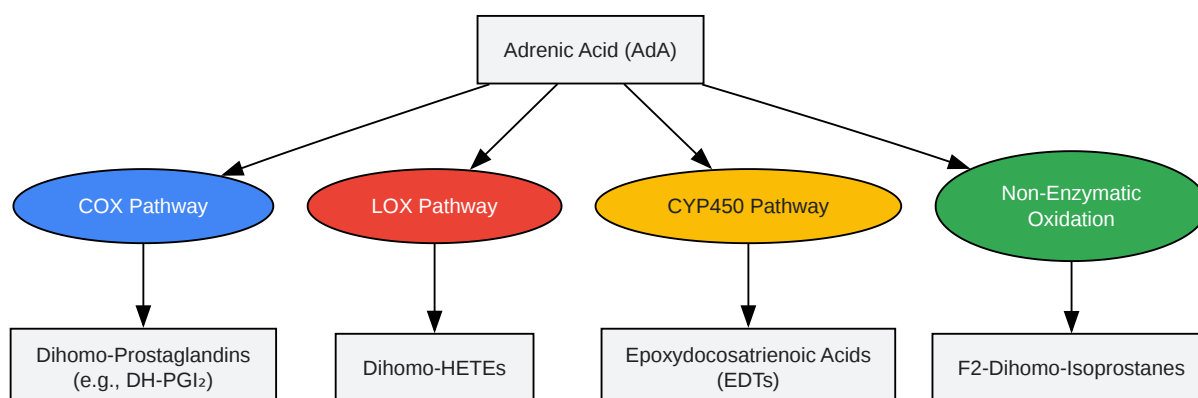 Adrenic Acid (AdA)
COX Pathway
LOX Pathway
CYP450 Pathway
Non-Enzymatic
Oxidation
Dihomo-Prostaglandins
(e.g., DH-PGI₂)
Dihomo-HETEs
Epoxydocosatrienoic Acids
(EDTs)
F2-Dihomo-Isoprostanes